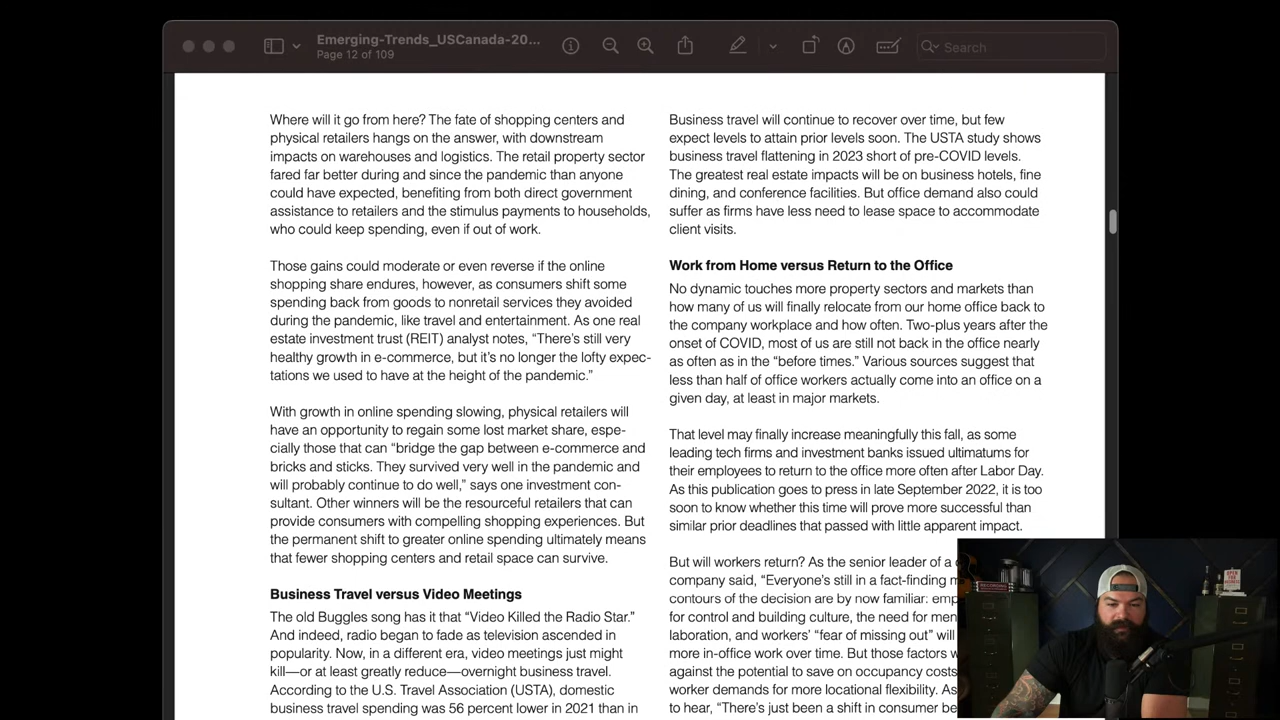 Emerging-Trends_USCanada-20...
Page 12 of 109
Search
Where will it go from here? The fate of shopping centers and
physical retailers hangs on the answer, with downstream
impacts on warehouses and logistics. The retail property sector
fared far better during and since the pandemic than anyone
could have expected, benefiting from both direct government
assistance to retailers and the stimulus payments to households,
who could keep spending, even if out of work.
Those gains could moderate or even reverse if the online
shopping share endures, however, as consumers shift some
spending back from goods to nonretail services they avoided
during the pandemic, like travel and entertainment. As one real
estate investment trust (REIT) analyst notes, “There’s still very
healthy growth in e-commerce, but it’s no longer the lofty expec-
tations we used to have at the height of the pandemic.”
With growth in online spending slowing, physical retailers will
have an opportunity to regain some lost market share, espe-
cially those that can “bridge the gap between e-commerce and
bricks and sticks. They survived very well in the pandemic and
will probably continue to do well,” says one investment con-
sultant. Other winners will be the resourceful retailers that can
provide consumers with compelling shopping experiences. But
the permanent shift to greater online spending ultimately means
that fewer shopping centers and retail space can survive.
Business Travel versus Video Meetings
The old Buggles song has it that “Video Killed the Radio Star.”
And indeed, radio began to fade as television ascended in
popularity. Now, in a different era, video meetings just might
kill—or at least greatly reduce—overnight business travel.
According to the U.S. Travel Association (USTA), domestic
business travel spending was 56 percent lower in 2021 than in
Business travel will continue to recover over time, but few
expect levels to attain prior levels soon. The USTA study shows
business travel flattening in 2023 short of pre-COVID levels.
The greatest real estate impacts will be on business hotels, fine
dining, and conference facilities. But office demand also could
suffer as firms have less need to lease space to accommodate
client visits.
Work from Home versus Return to the Office
No dynamic touches more property sectors and markets than
how many of us will finally relocate from our home office back to
the company workplace and how often. Two-plus years after the
onset of COVID, most of us are still not back in the office nearly
as often as in the “before times.” Various sources suggest that
less than half of office workers actually come into an office on a
given day, at least in major markets.
That level may finally increase meaningfully this fall, as some
leading tech firms and investment banks issued ultimatums for
their employees to return to the office more often after Labor Day.
As this publication goes to press in late September 2022, it is too
soon to know whether this time will prove more successful than
similar prior deadlines that passed with little apparent impact.
But will workers return? As the senior leader of a
company said, “Everyone’s still in a fact-finding
contours of the decision are by now familiar:
for control and building culture, the need for
laboration, and workers’ “fear of missing out” will
more in-office work over time. But those factors
against the potential to save on occupancy costs
worker demands for more locational flexibility. As
to hear, “There’s just been a shift in consumer